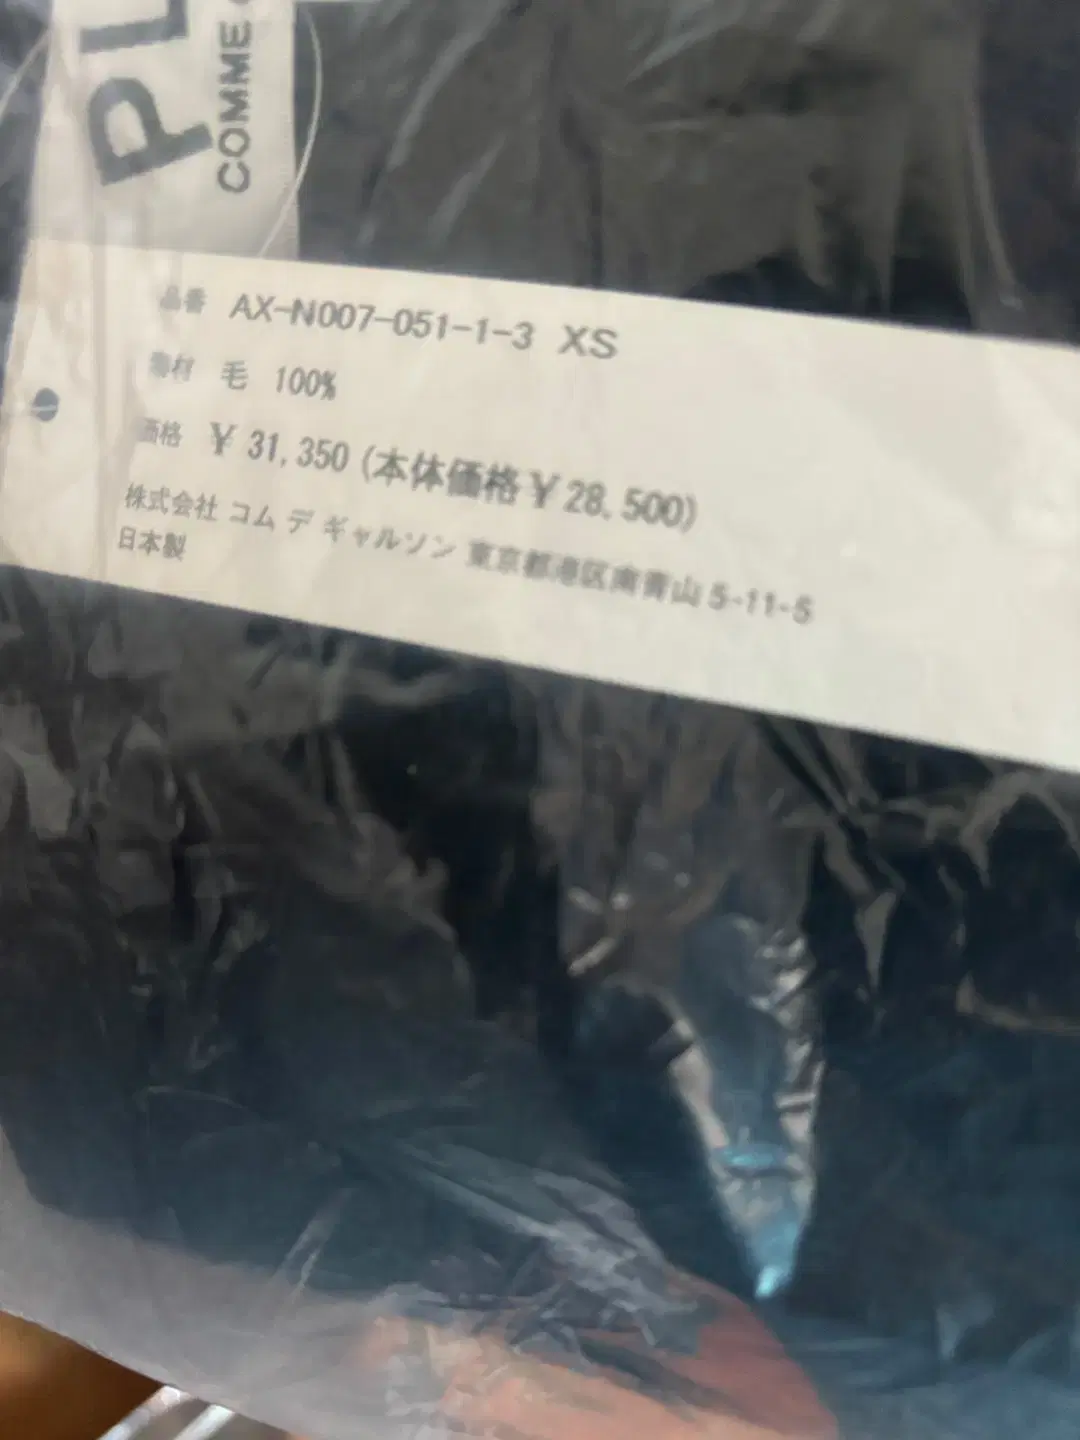 PL
COMME
品番 AX-N007-051-1-3 XS
素材 毛 100%
価格 ¥ 31,350 (本体価格¥28,500)
株式会社 コム デ ギャルソン 東京都港区南青山 5-11-5
日本製